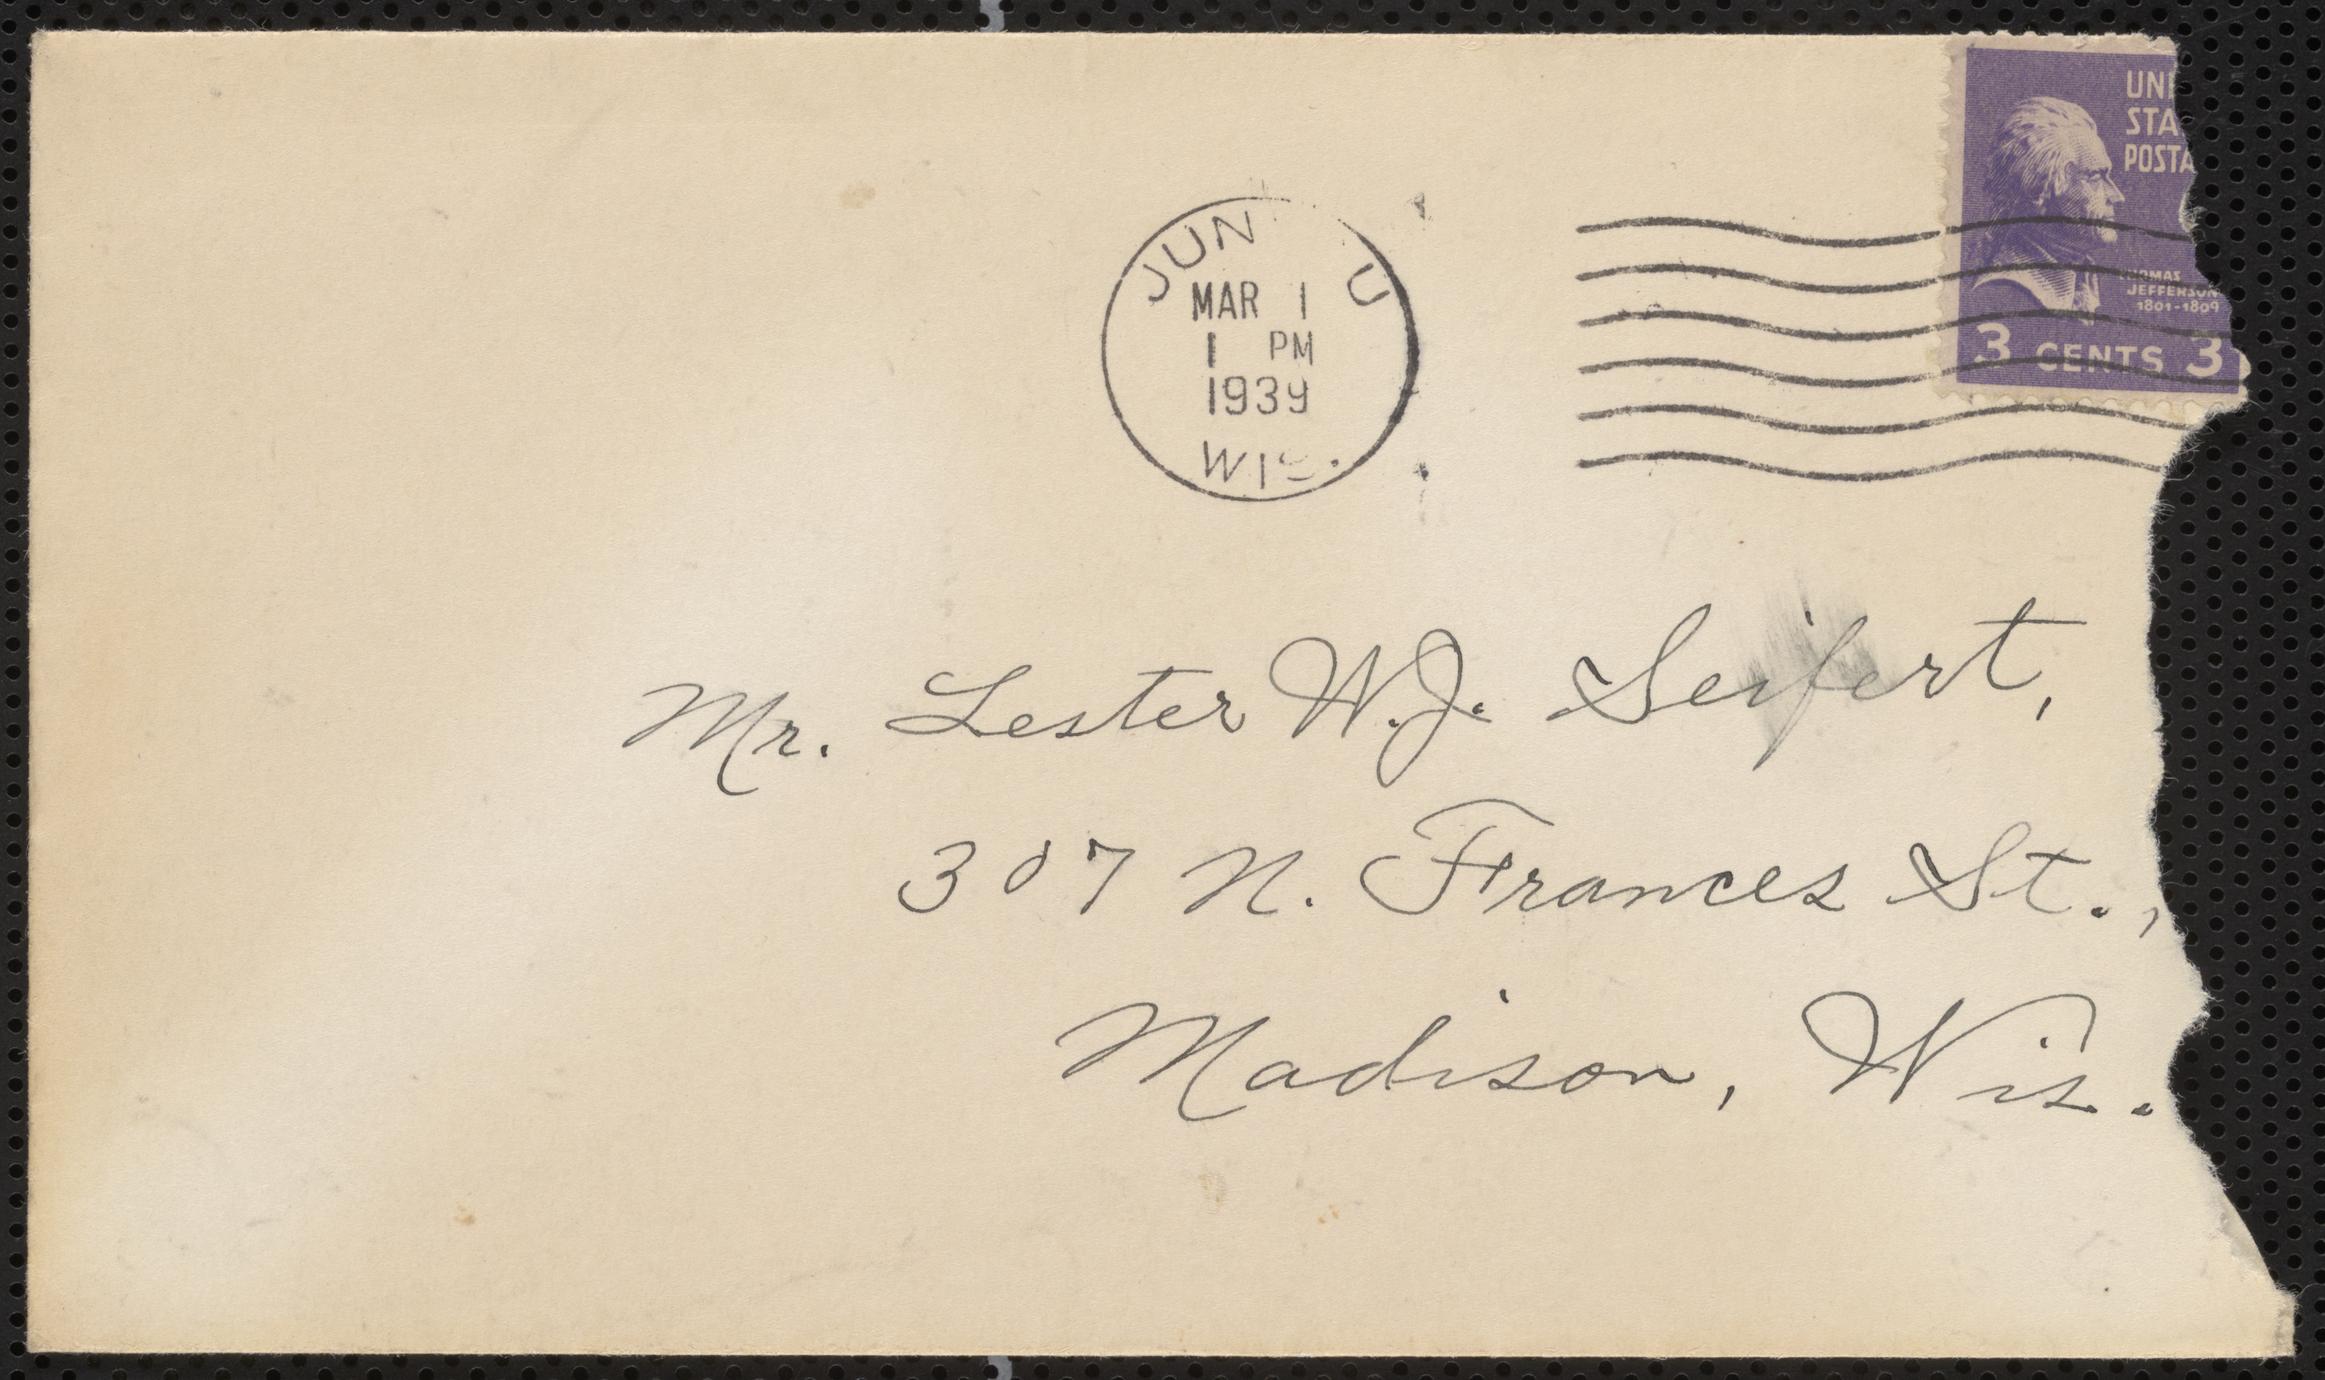 UNI
STA
POSTA
THOMAS
JEFFERSON
1801-1809
3 CENTS 3
JUN U
MAR 1
1 PM
1939
WIS.
Mr. Lester W.J. Seifert,
307 N. Frances St.,
Madison, Wis.